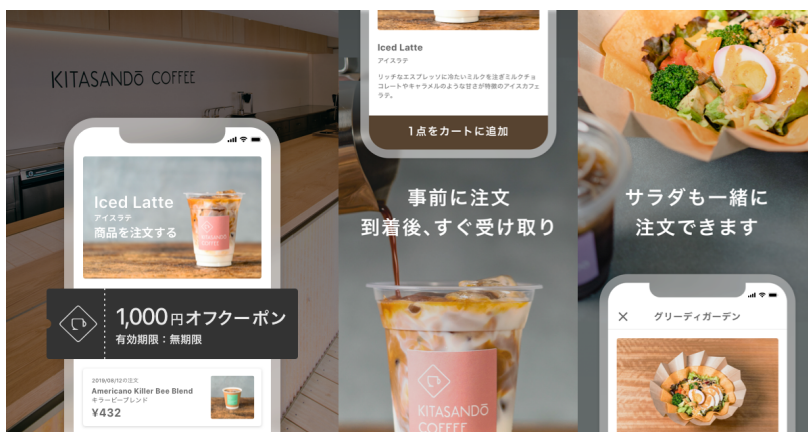 KITASANDŌ COFFEE
Iced Latte
アイスラテ
商品を注文する
1,000円オフクーポン
有効期限：無期限
2019/08/12の注文
Americano Killer Bee Blend
キラービーブレンド
¥432
Iced Latte
アイスラテ
リッチなエスプレッソに冷たいミルクを注ぎミルクチョ
コレートやキャラメルのような甘さが特徴のアイスカフェ
ラテ。
1点をカートに追加
事前に注文
到着後、すぐ受け取り
KITASANDŌ
COFFEE
サラダも一緒に
注文できます
グリーディガーデン